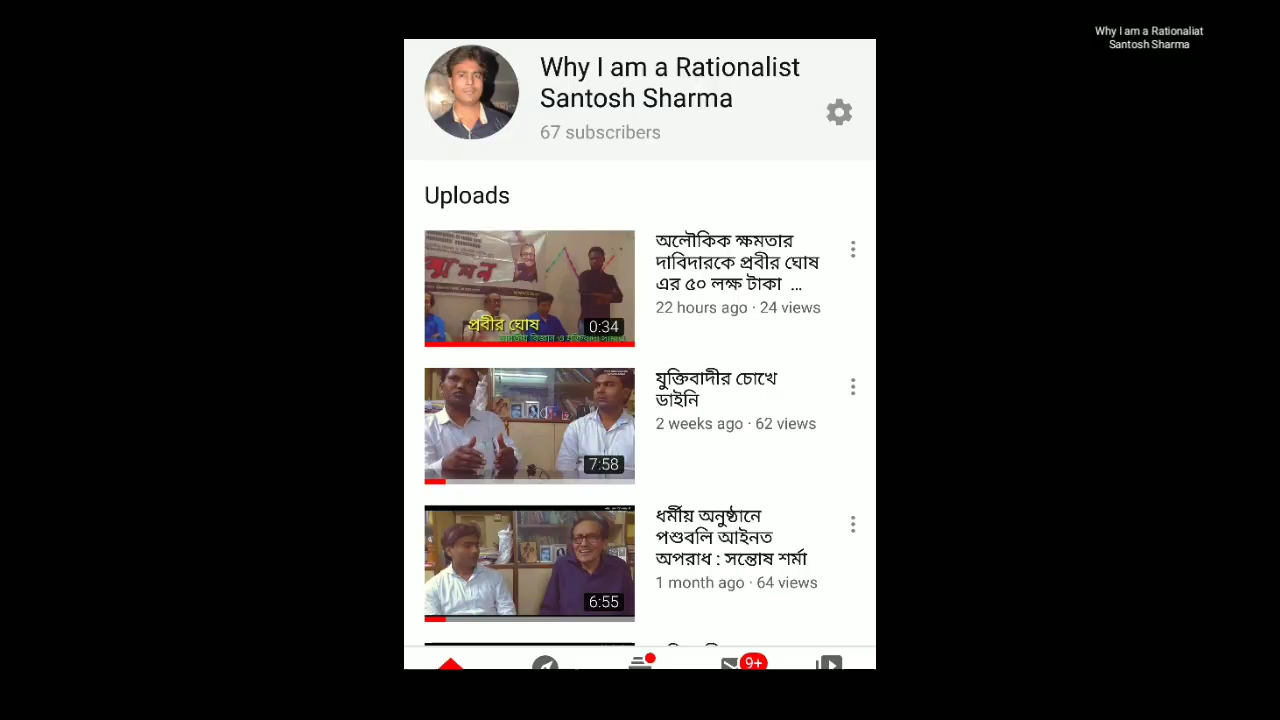 Why I am a Rationaliat
Santosh Sharma
Why I am a Rationalist
Santosh Sharma
67 subscribers
Uploads
অলৌকিক ক্ষমতার
দাবিদারকে প্রবীর ঘোষ
এর ৫০ লক্ষ টাকা ...
22 hours ago · 24 views
প্রবীর ঘোষ
0:34
যুক্তিবাদীর চোখে
ডাইনি
2 weeks ago · 62 views
7:58
ধর্মীয় অনুষ্ঠানে
পশুবলি আইনত
অপরাধ : সন্তোষ শর্মা
1 month ago · 64 views
6:55
9+